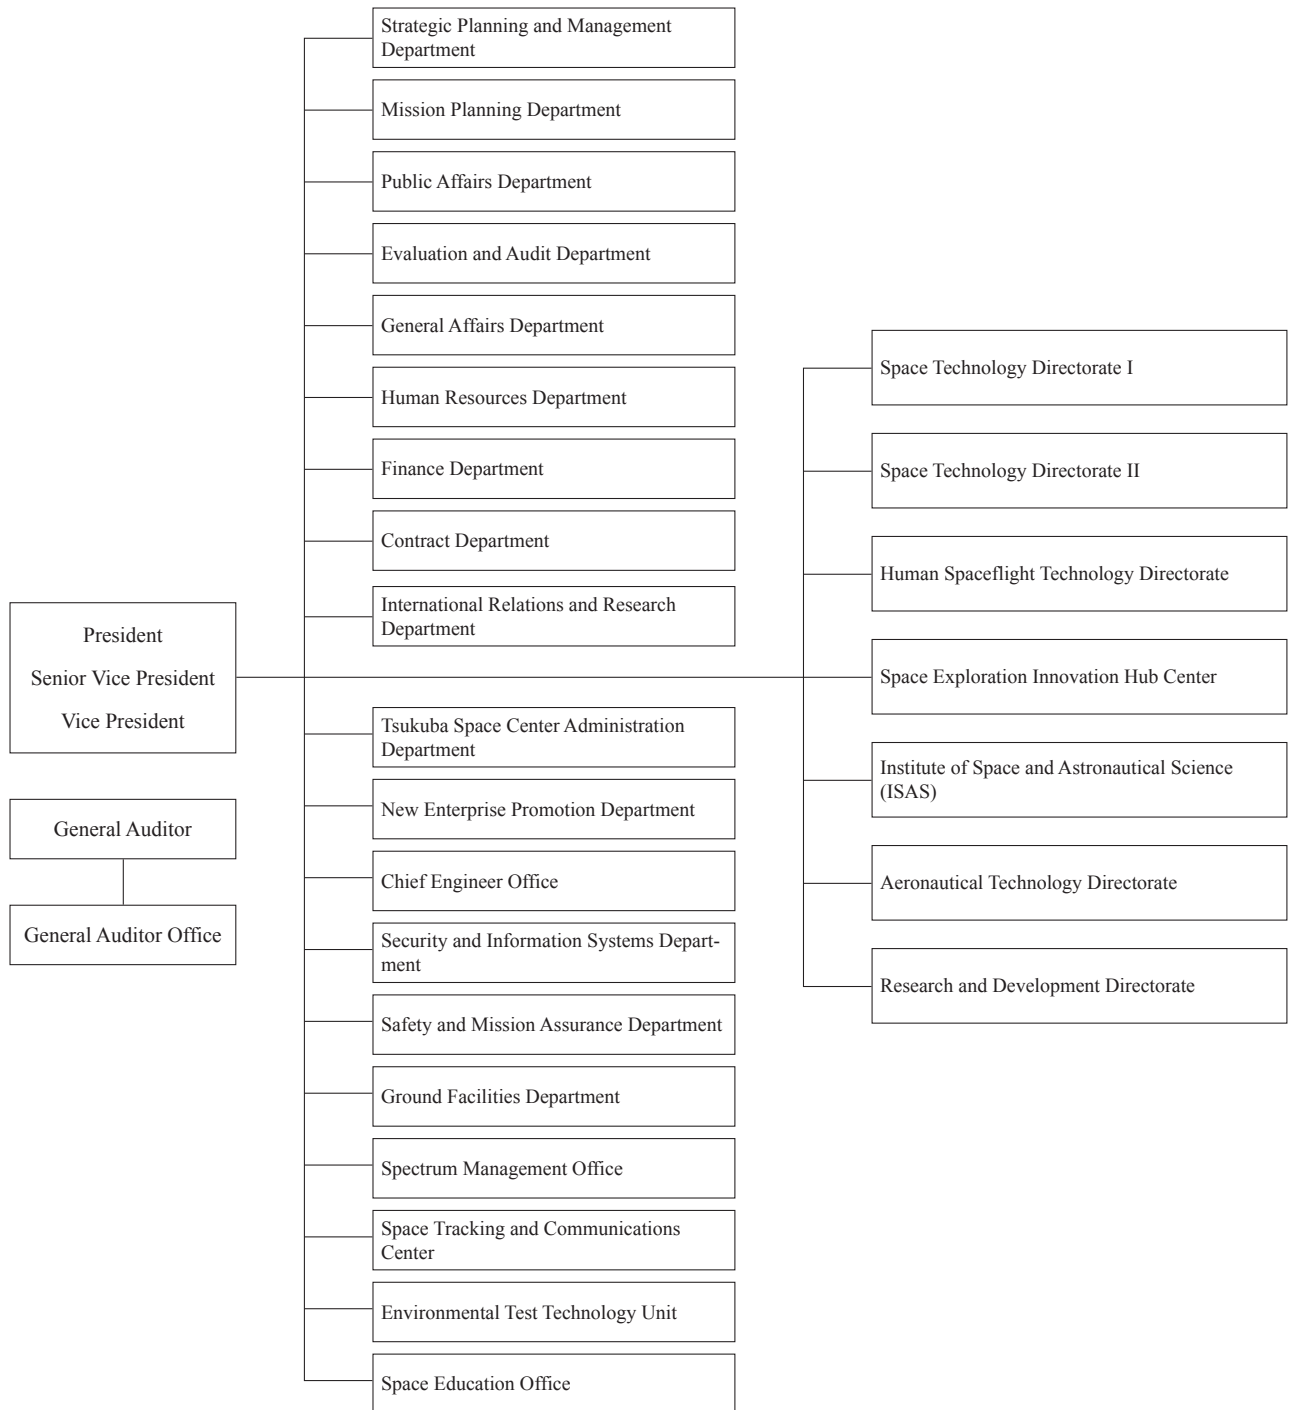 Strategic Planning and Management
Department
Mission Planning Department
Public Affairs Department
Evaluation and Audit Department
General Affairs Department
Human Resources Department
Finance Department
Contract Department
International Relations and Research
Department
President
Senior Vice President
Vice President
General Auditor
General Auditor Office
Tsukuba Space Center Administration
Department
New Enterprise Promotion Department
Chief Engineer Office
Security and Information Systems Depart-
ment
Safety and Mission Assurance Department
Ground Facilities Department
Spectrum Management Office
Space Tracking and Communications
Center
Environmental Test Technology Unit
Space Education Office
Space Technology Directorate I
Space Technology Directorate II
Human Spaceflight Technology Directorate
Space Exploration Innovation Hub Center
Institute of Space and Astronautical Science
(ISAS)
Aeronautical Technology Directorate
Research and Development Directorate